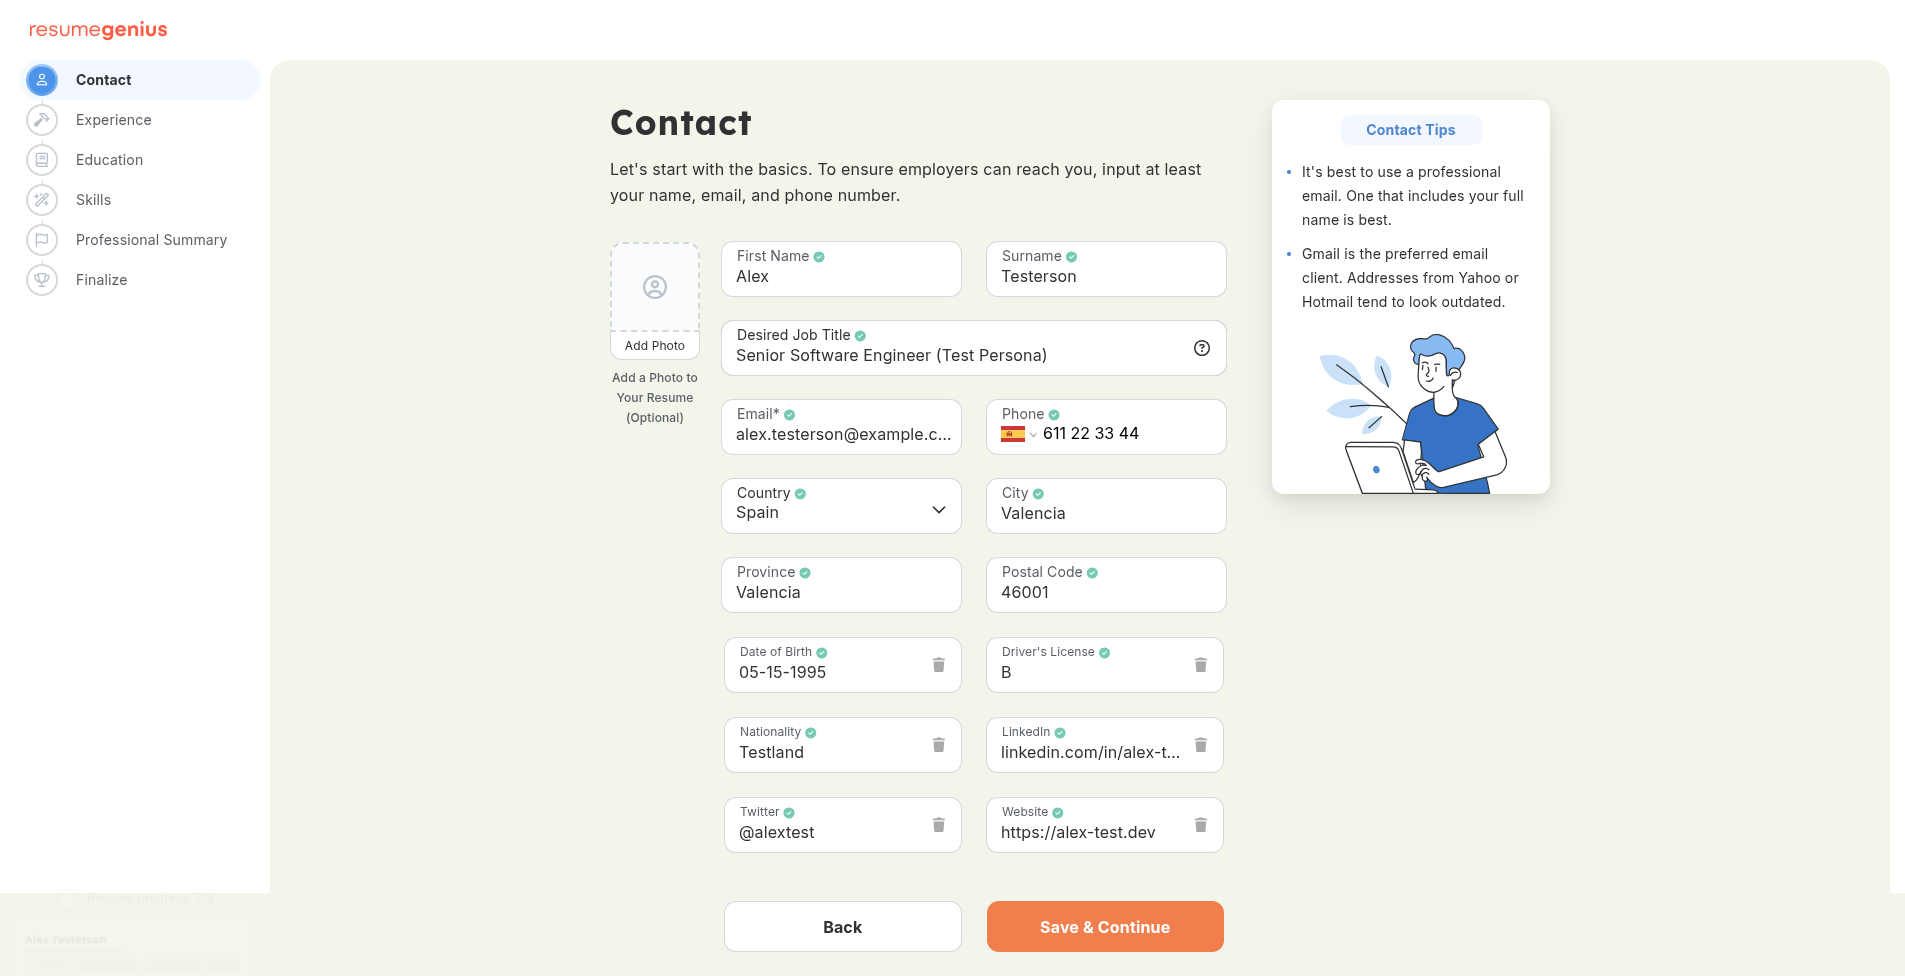 resumegenius
Contact
Experience
Education
Skills
Professional Summary
Finalize
Contact
Let's start with the basics. To ensure employers can reach you, input at least
your name, email, and phone number.
Add Photo
Add a Photo to
Your Resume
(Optional)
First Name
Alex
Surname
Testerson
Desired Job Title
Senior Software Engineer (Test Persona)
Email*
alex.testerson@example.c...
Phone
611 22 33 44
Country
Spain
City
Valencia
Province
Valencia
Postal Code
46001
Date of Birth
05-15-1995
Driver's License
B
Nationality
Testland
LinkedIn
linkedin.com/in/alex-t...
Twitter
@alextest
Website
https://alex-test.dev
Back
Save & Continue
Contact Tips
It's best to use a professional
email. One that includes your full
name is best.
Gmail is the preferred email
client. Addresses from Yahoo or
Hotmail tend to look outdated.
Resume progress: 7%
Alex Testerson